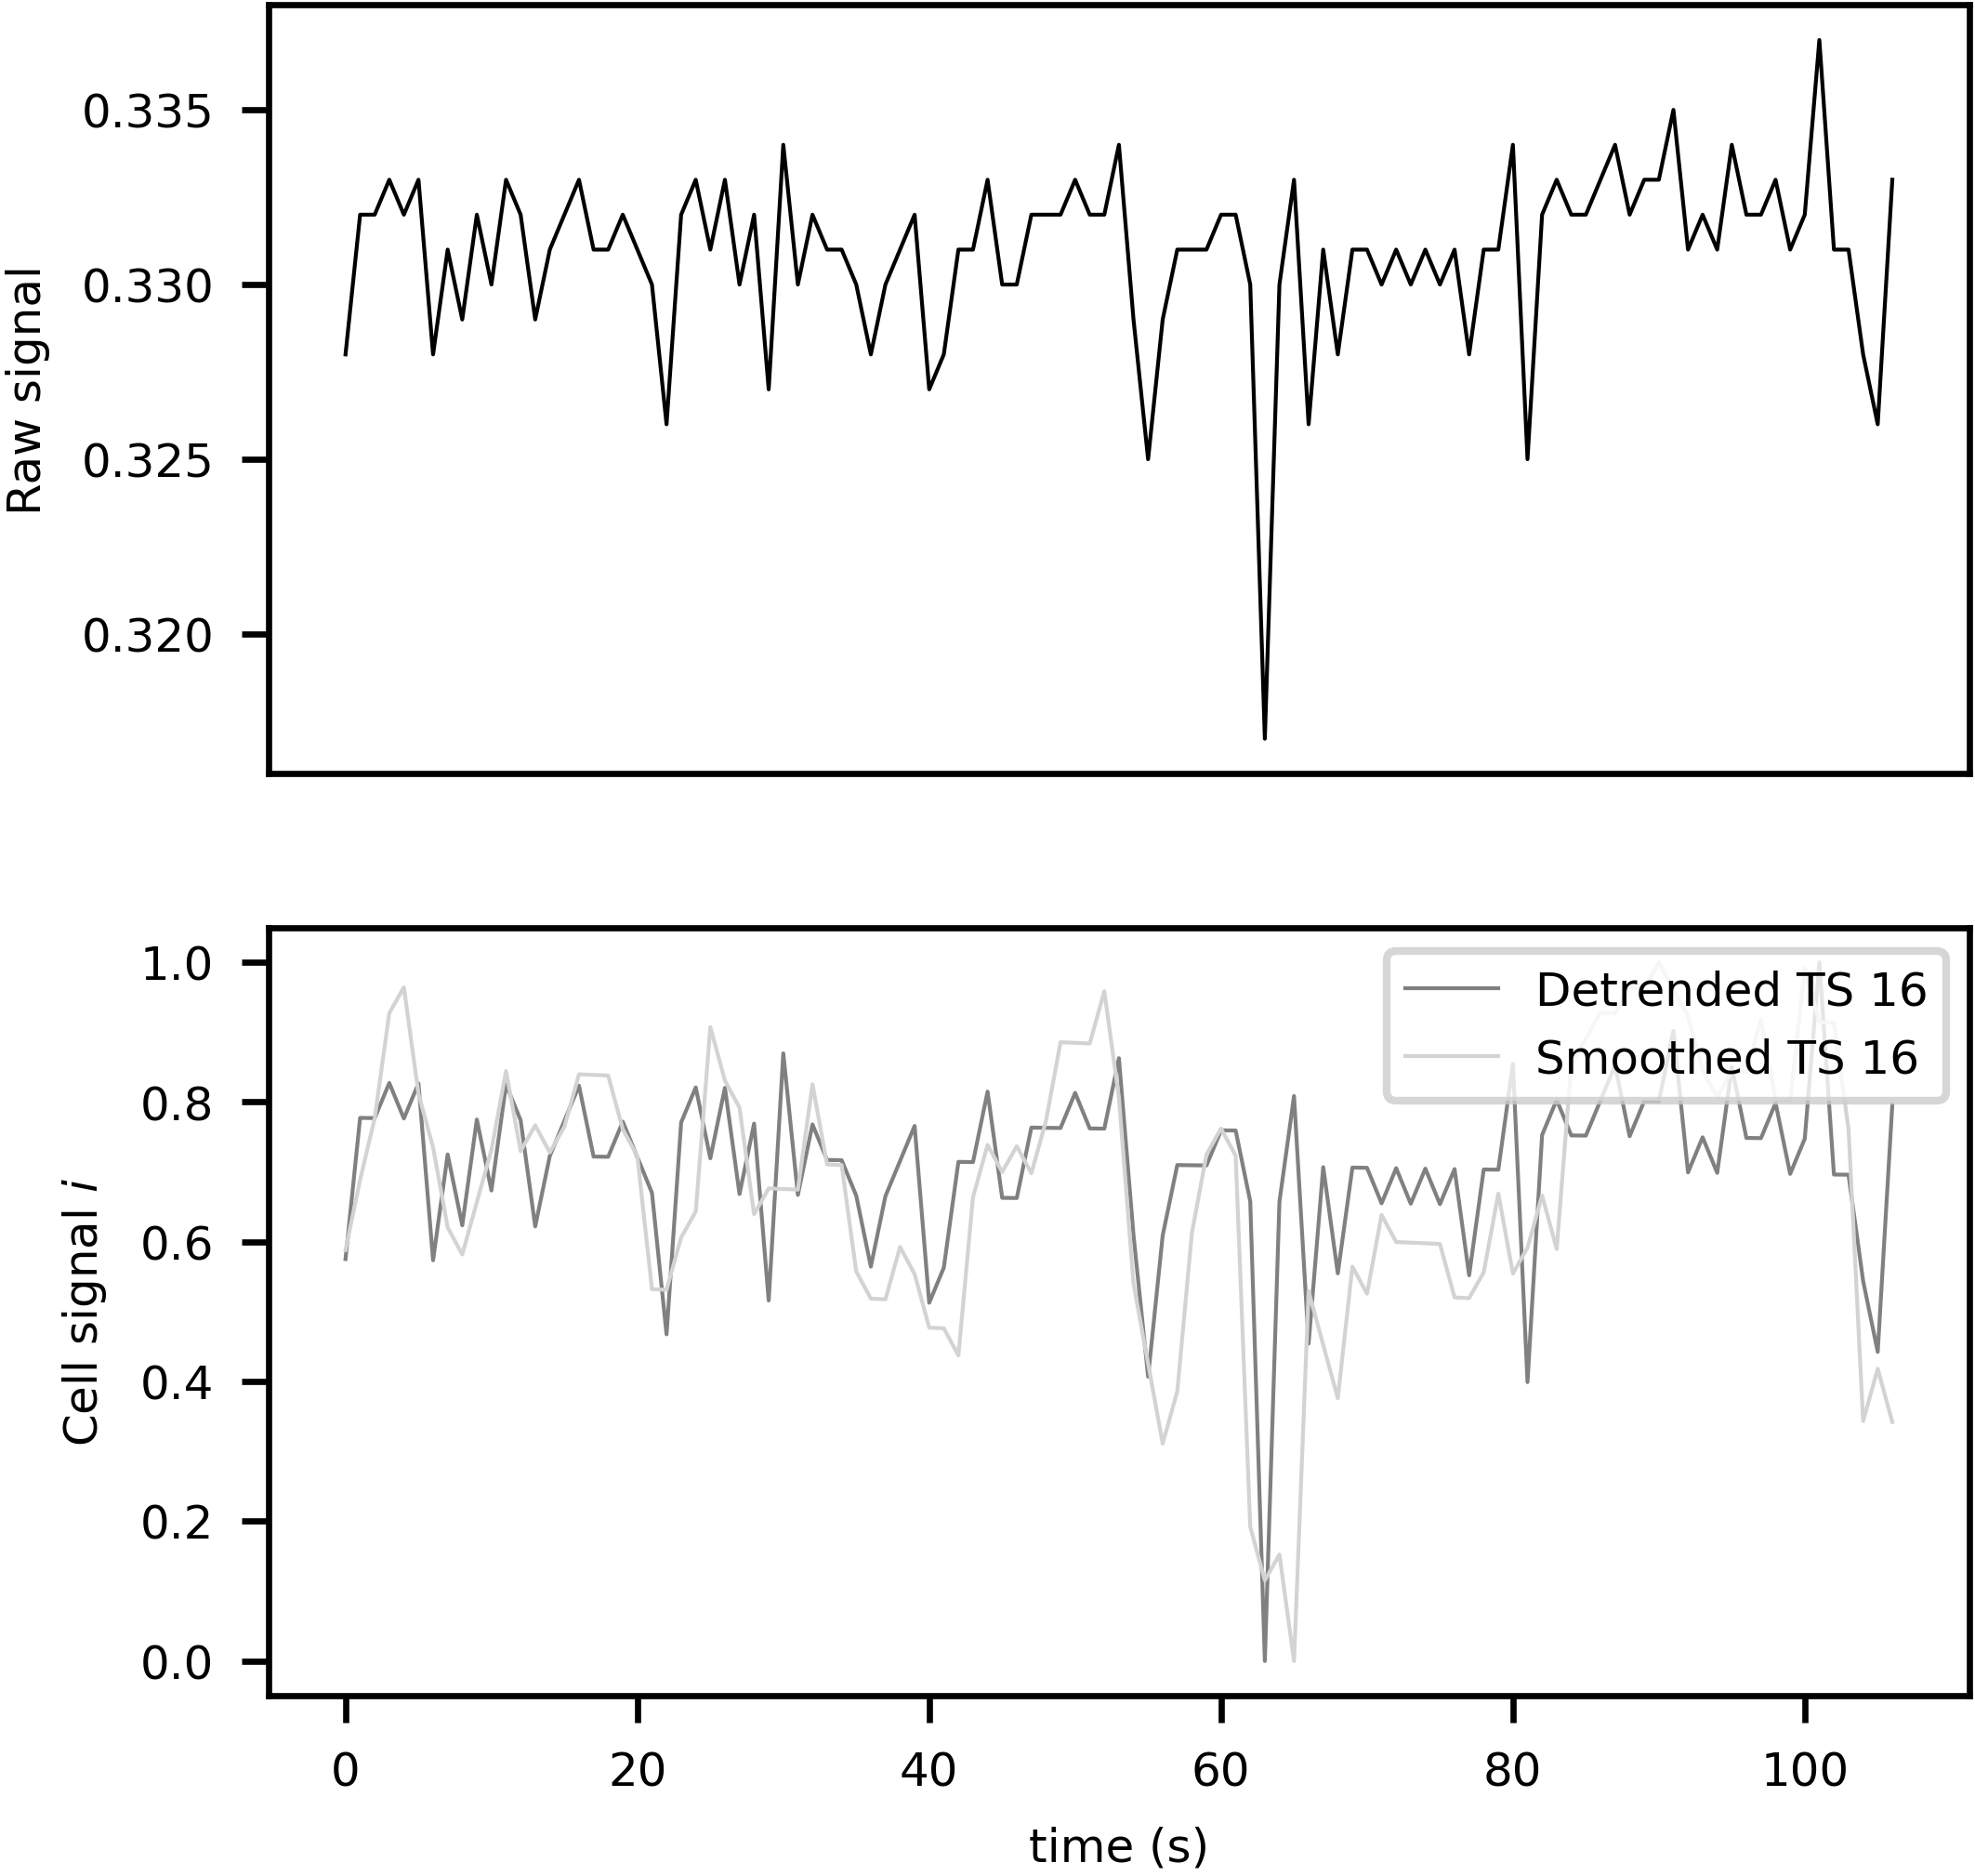 Raw signal
0.335
0.330
0.325
0.320
Cell signal i
1.0
0.8
0.6
0.4
0.2
0.0
Detrended TS 16
Smoothed TS 16
0 20 40 60 80 100
time (s)